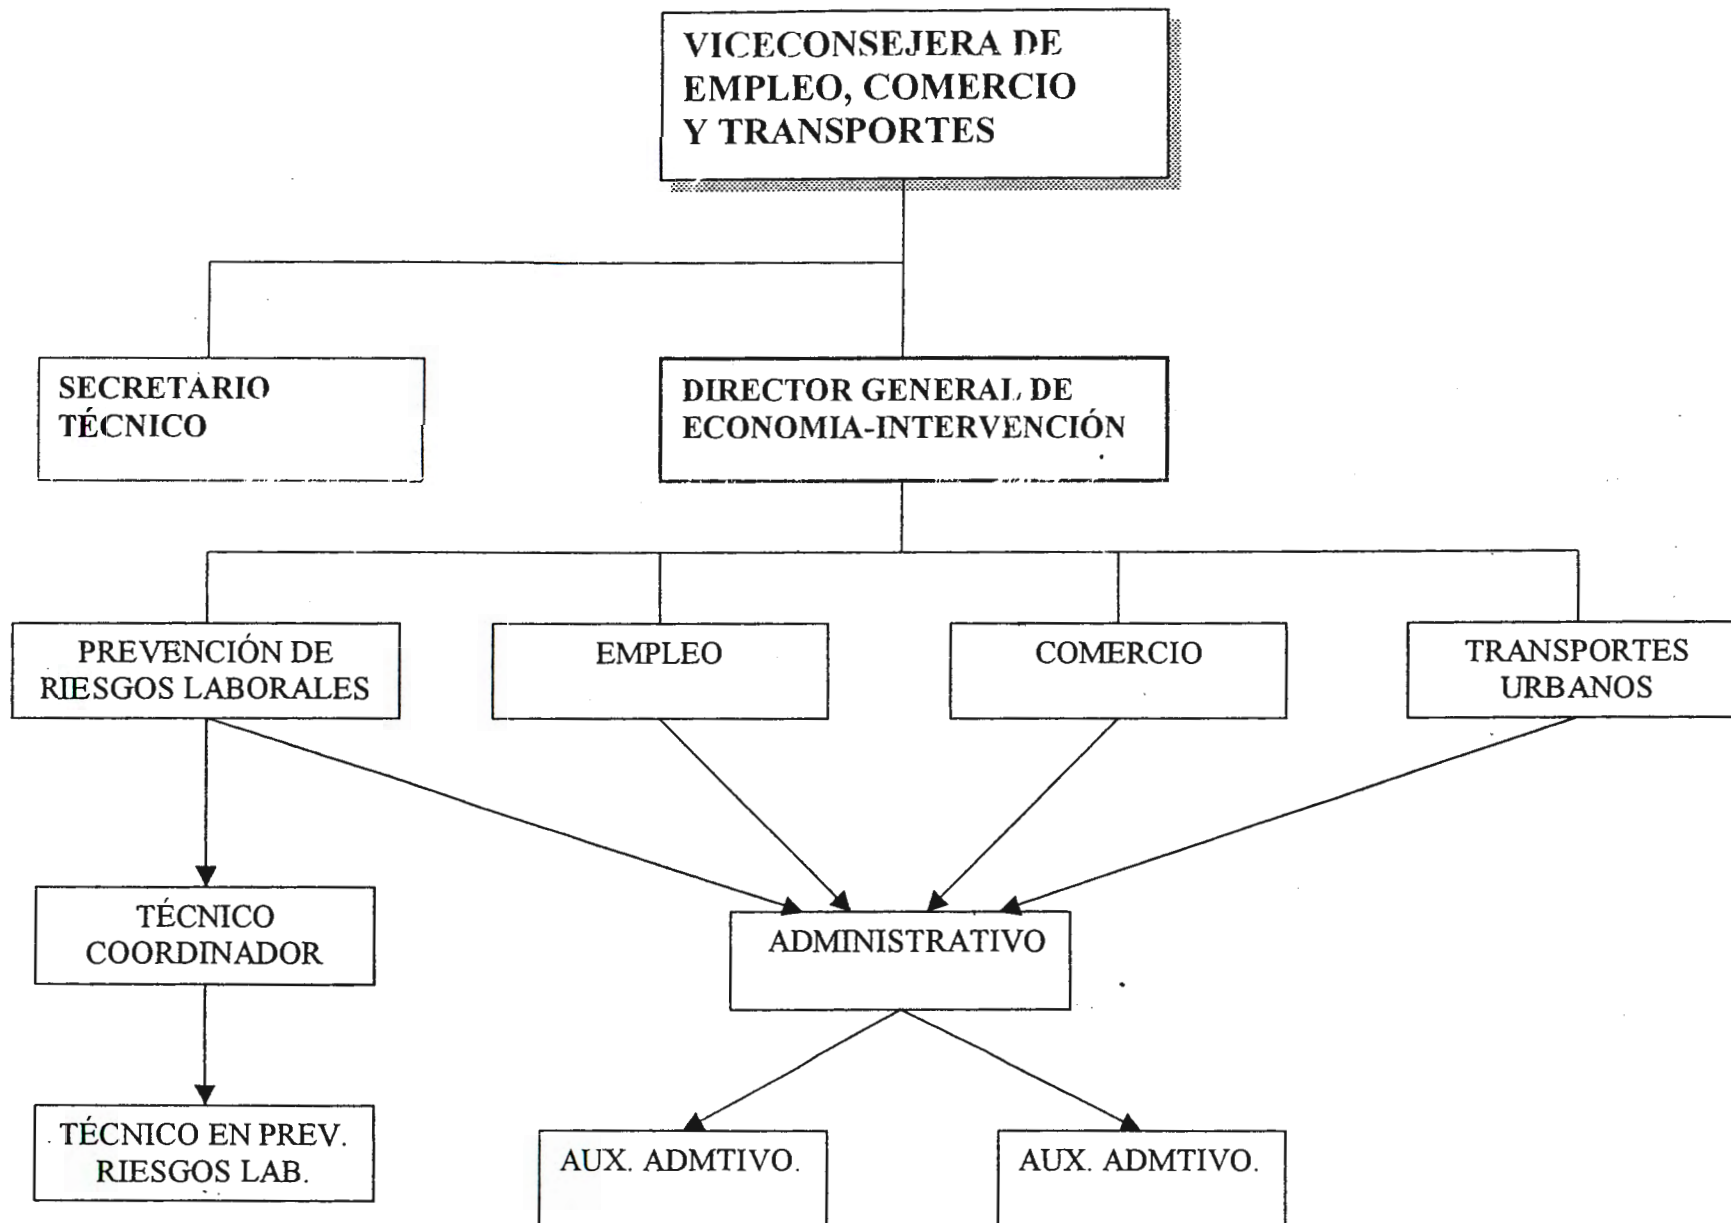 VICECONSEJERA DE
EMPLEO, COMERCIO
Y TRANSPORTES
SECRETARIO
TÉCNICO
DIRECTOR GENERAL DE
ECONOMIA-INTERVENCIÓN
PREVENCIÓN DE
RIESGOS LABORALES
EMPLEO
COMERCIO
TRANSPORTES
URBANOS
TÉCNICO
COORDINADOR
ADMINISTRATIVO
TÉCNICO EN PREV.
RIESGOS LAB.
AUX. ADMTIVO.
AUX. ADMTIVO.